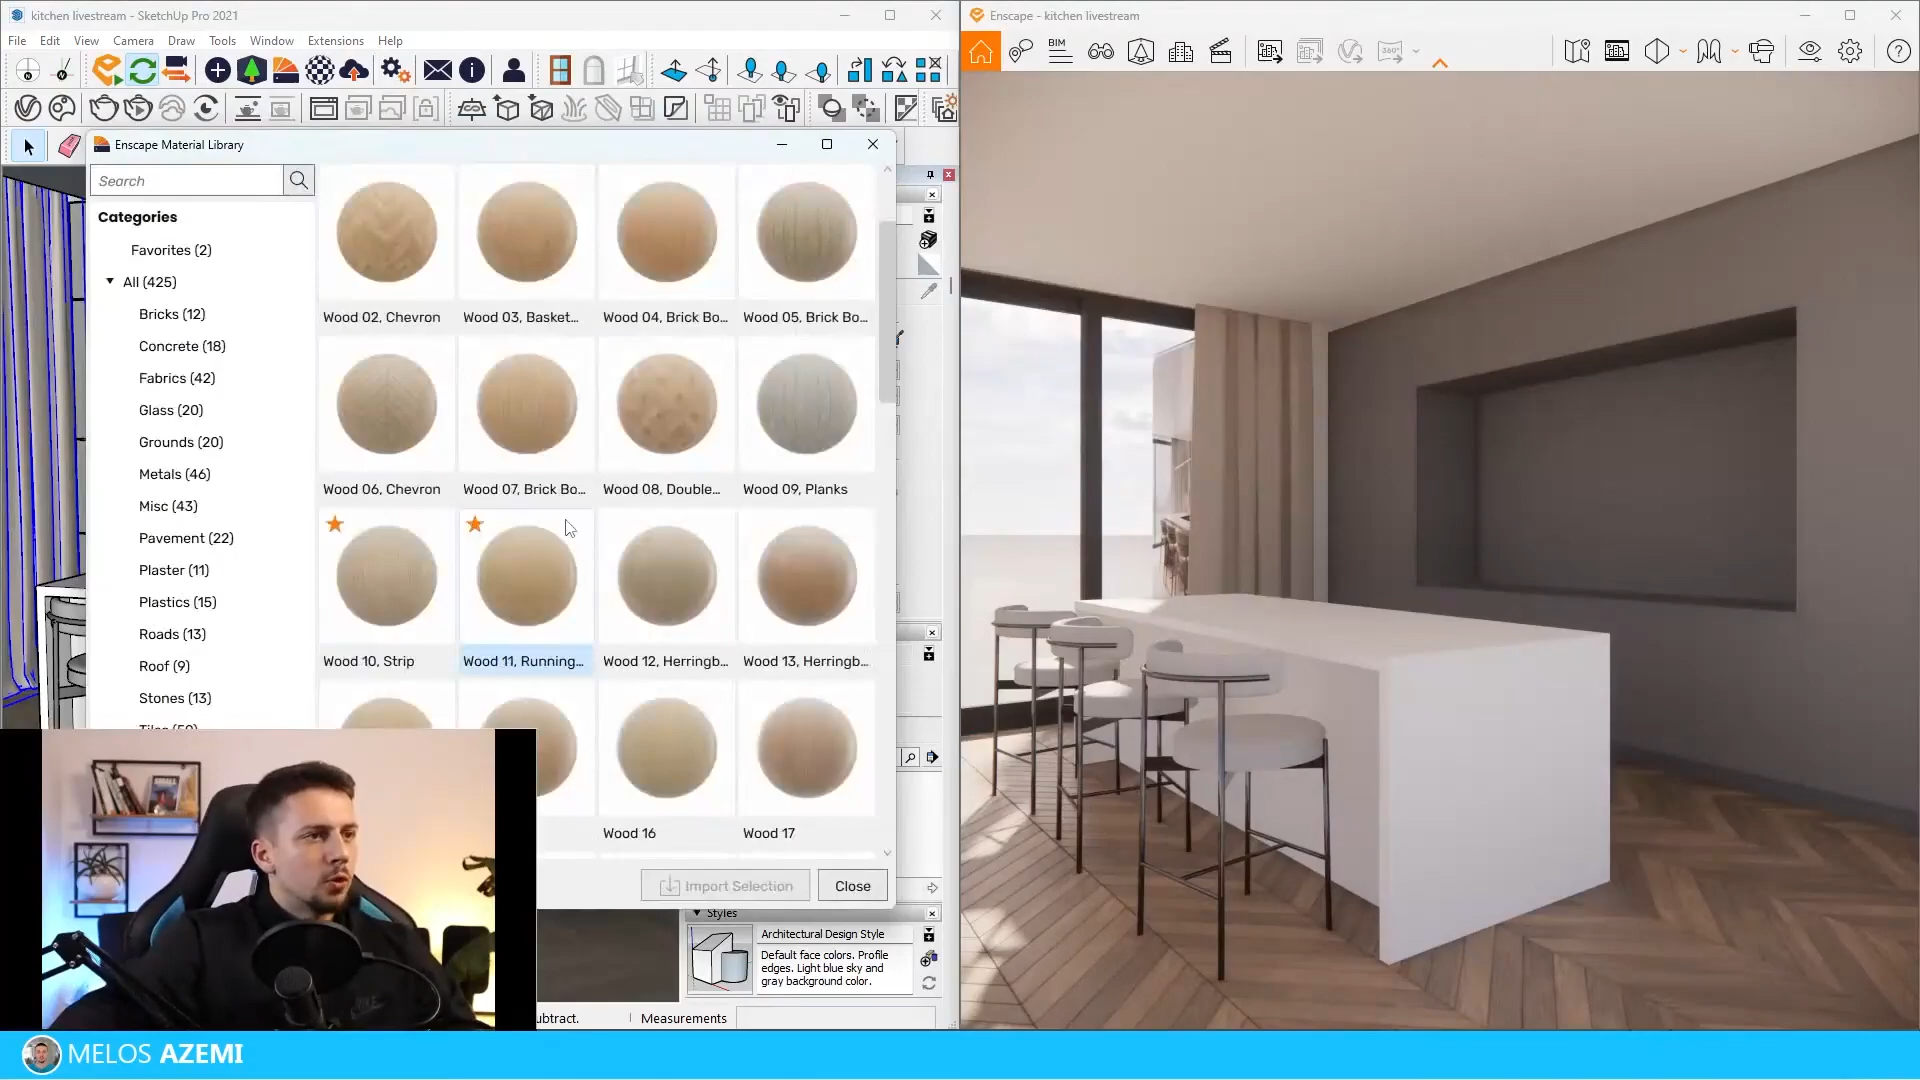 kitchen livestream - SketchUp Pro 2021
File Edit View Camera Draw Tools Window Extensions Help
Enscape - kitchen livestream
BIM
360°
Enscape Material Library
Search
Categories
Favorites (2)
All (425)
Bricks (12)
Concrete (18)
Fabrics (42)
Glass (20)
Grounds (20)
Metals (46)
Misc (43)
Pavement (22)
Plaster (11)
Plastics (15)
Roads (13)
Roof (9)
Stones (13)
Wood 02, Chevron
Wood 03, Basket...
Wood 04, Brick Bo...
Wood 05, Brick Bo...
Wood 06, Chevron
Wood 07, Brick Bo...
Wood 08, Double...
Wood 09, Planks
Wood 10, Strip
Wood 11, Running...
Wood 12, Herringb...
Wood 13, Herringb...
Wood 16
Wood 17
Import Selection
Close
Styles
Architectural Design Style
Default face colors. Profile
edges. Light blue sky and
gray background color.
ubtract.
Measurements
MELOS AZEMI